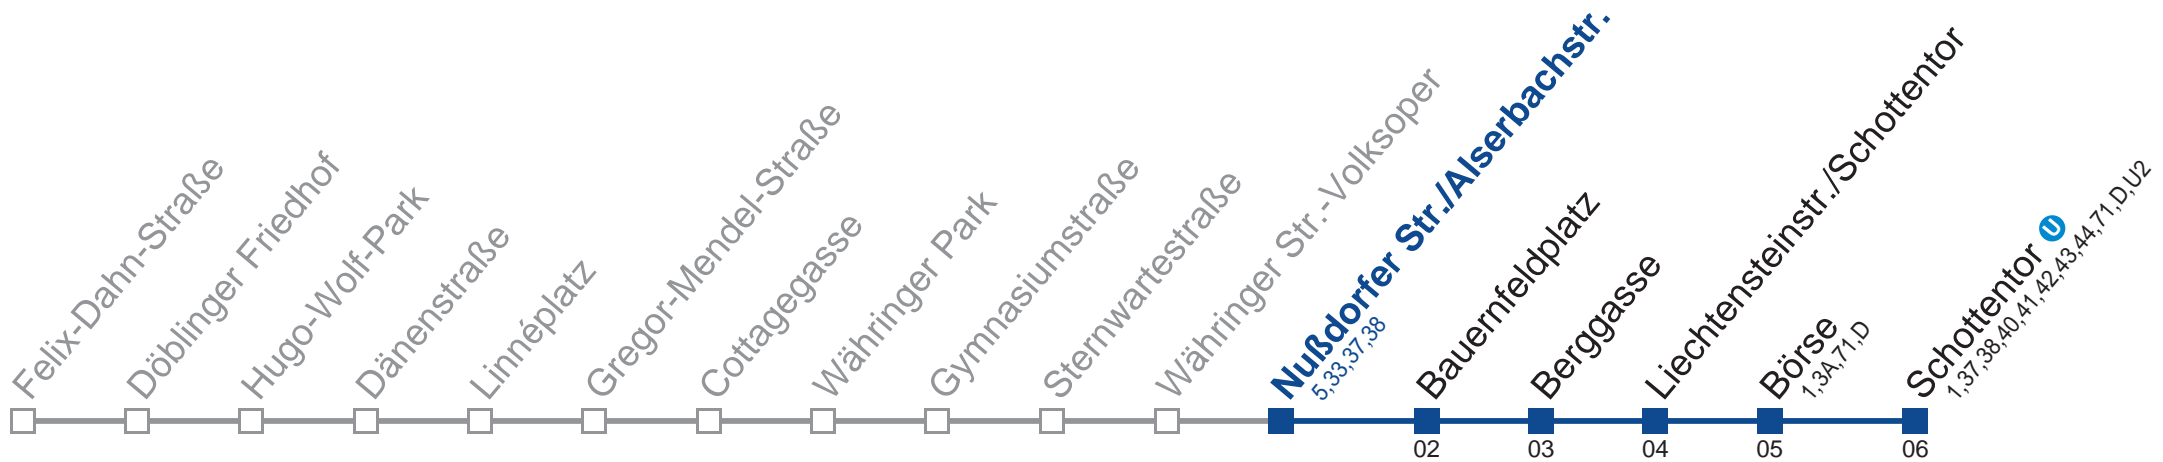 Felix-Dahn-Straße
Döblinger Friedhof
Hugo-Wolf-Park
Dänenstraße
Linnéplatz
Gregor-Mendel-Straße
Cottagegasse
Währinger Park
Gymnasiumstraße
Sternwartestraße
Währinger Str.-Volksoper
Nußdorfer Str./Alserbachstr.
5,33,37,38
Bauernfeldplatz
Berggasse
Liechtensteinstr./Schottentor
Börse
1,3A,71,D
Schottentor U
1,37,38,40,41,42,43,44,71,D,U2
02
03
04
05
06